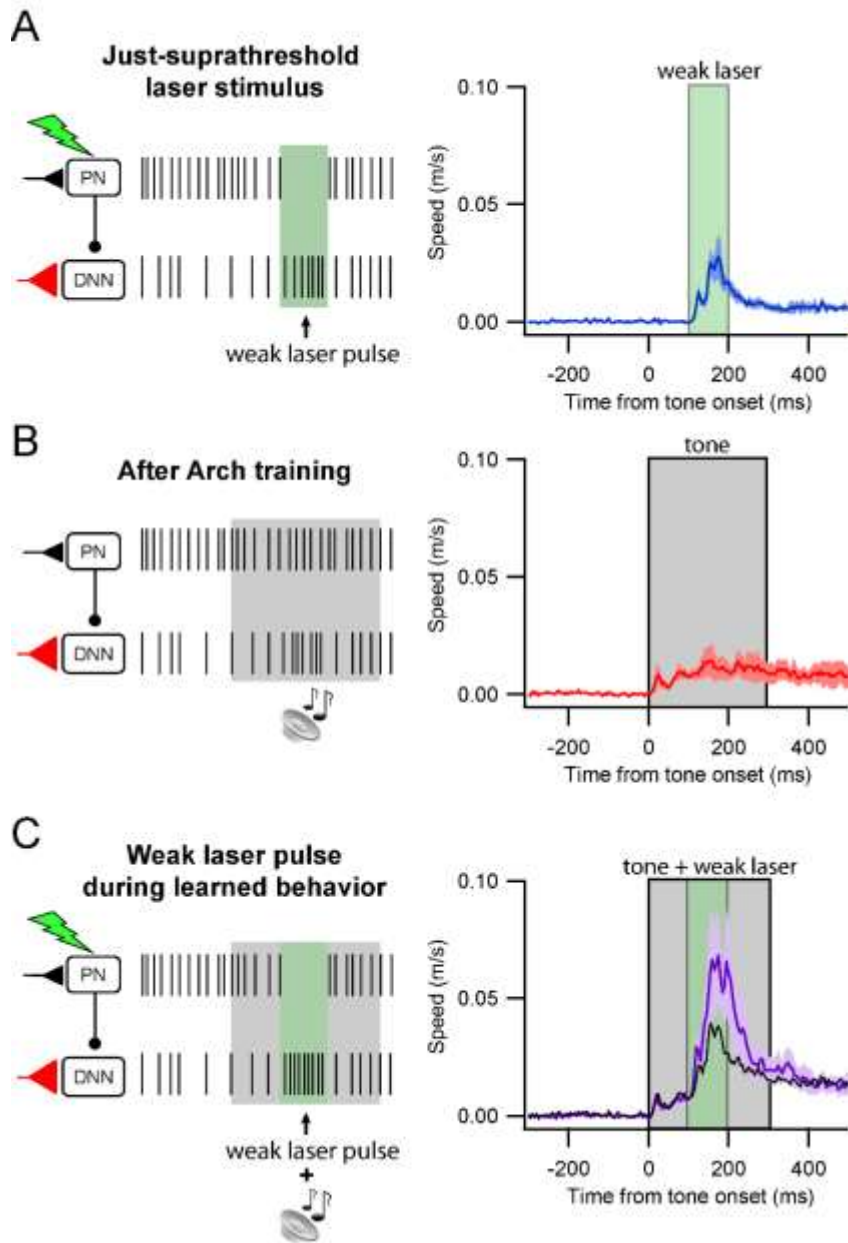 A
Just-suprathreshold
laser stimulus
PN
DNN
weak laser pulse
weak laser
0.10
0.05
0.00
Speed (m/s)
-200 0 200 400
Time from tone onset (ms)
B
After Arch training
PN
DNN
tone
0.10
0.05
0.00
Speed (m/s)
-200 0 200 400
Time from tone onset (ms)
C
Weak laser pulse
during learned behavior
PN
DNN
weak laser pulse
+
tone + weak laser
0.10
0.05
0.00
Speed (m/s)
-200 0 200 400
Time from tone onset (ms)